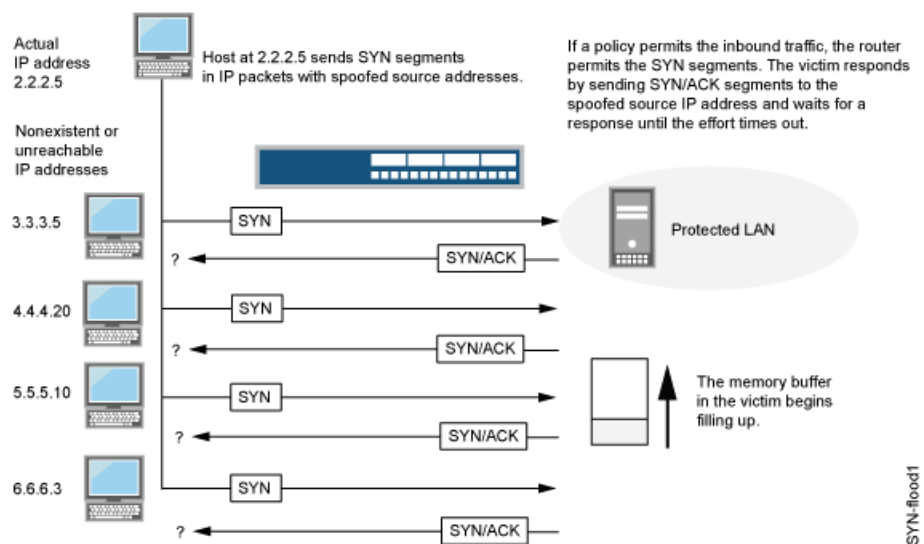 Actual
IP address
2.2.2.5
Host at 2.2.2.5 sends SYN segments
in IP packets with spoofed source addresses.
If a policy permits the inbound traffic, the router
permits the SYN segments. The victim responds
by sending SYN/ACK segments to the
spoofed source IP address and waits for a
response until the effort times out.
Nonexistent or
unreachable
IP addresses
3.3.3.5
SYN
Protected LAN
?
SYN/ACK
4.4.4.20
SYN
?
SYN/ACK
5.5.5.10
SYN
The memory buffer
in the victim begins
filling up.
?
SYN/ACK
6.6.6.3
SYN
?
SYN/ACK
SYN-flood1